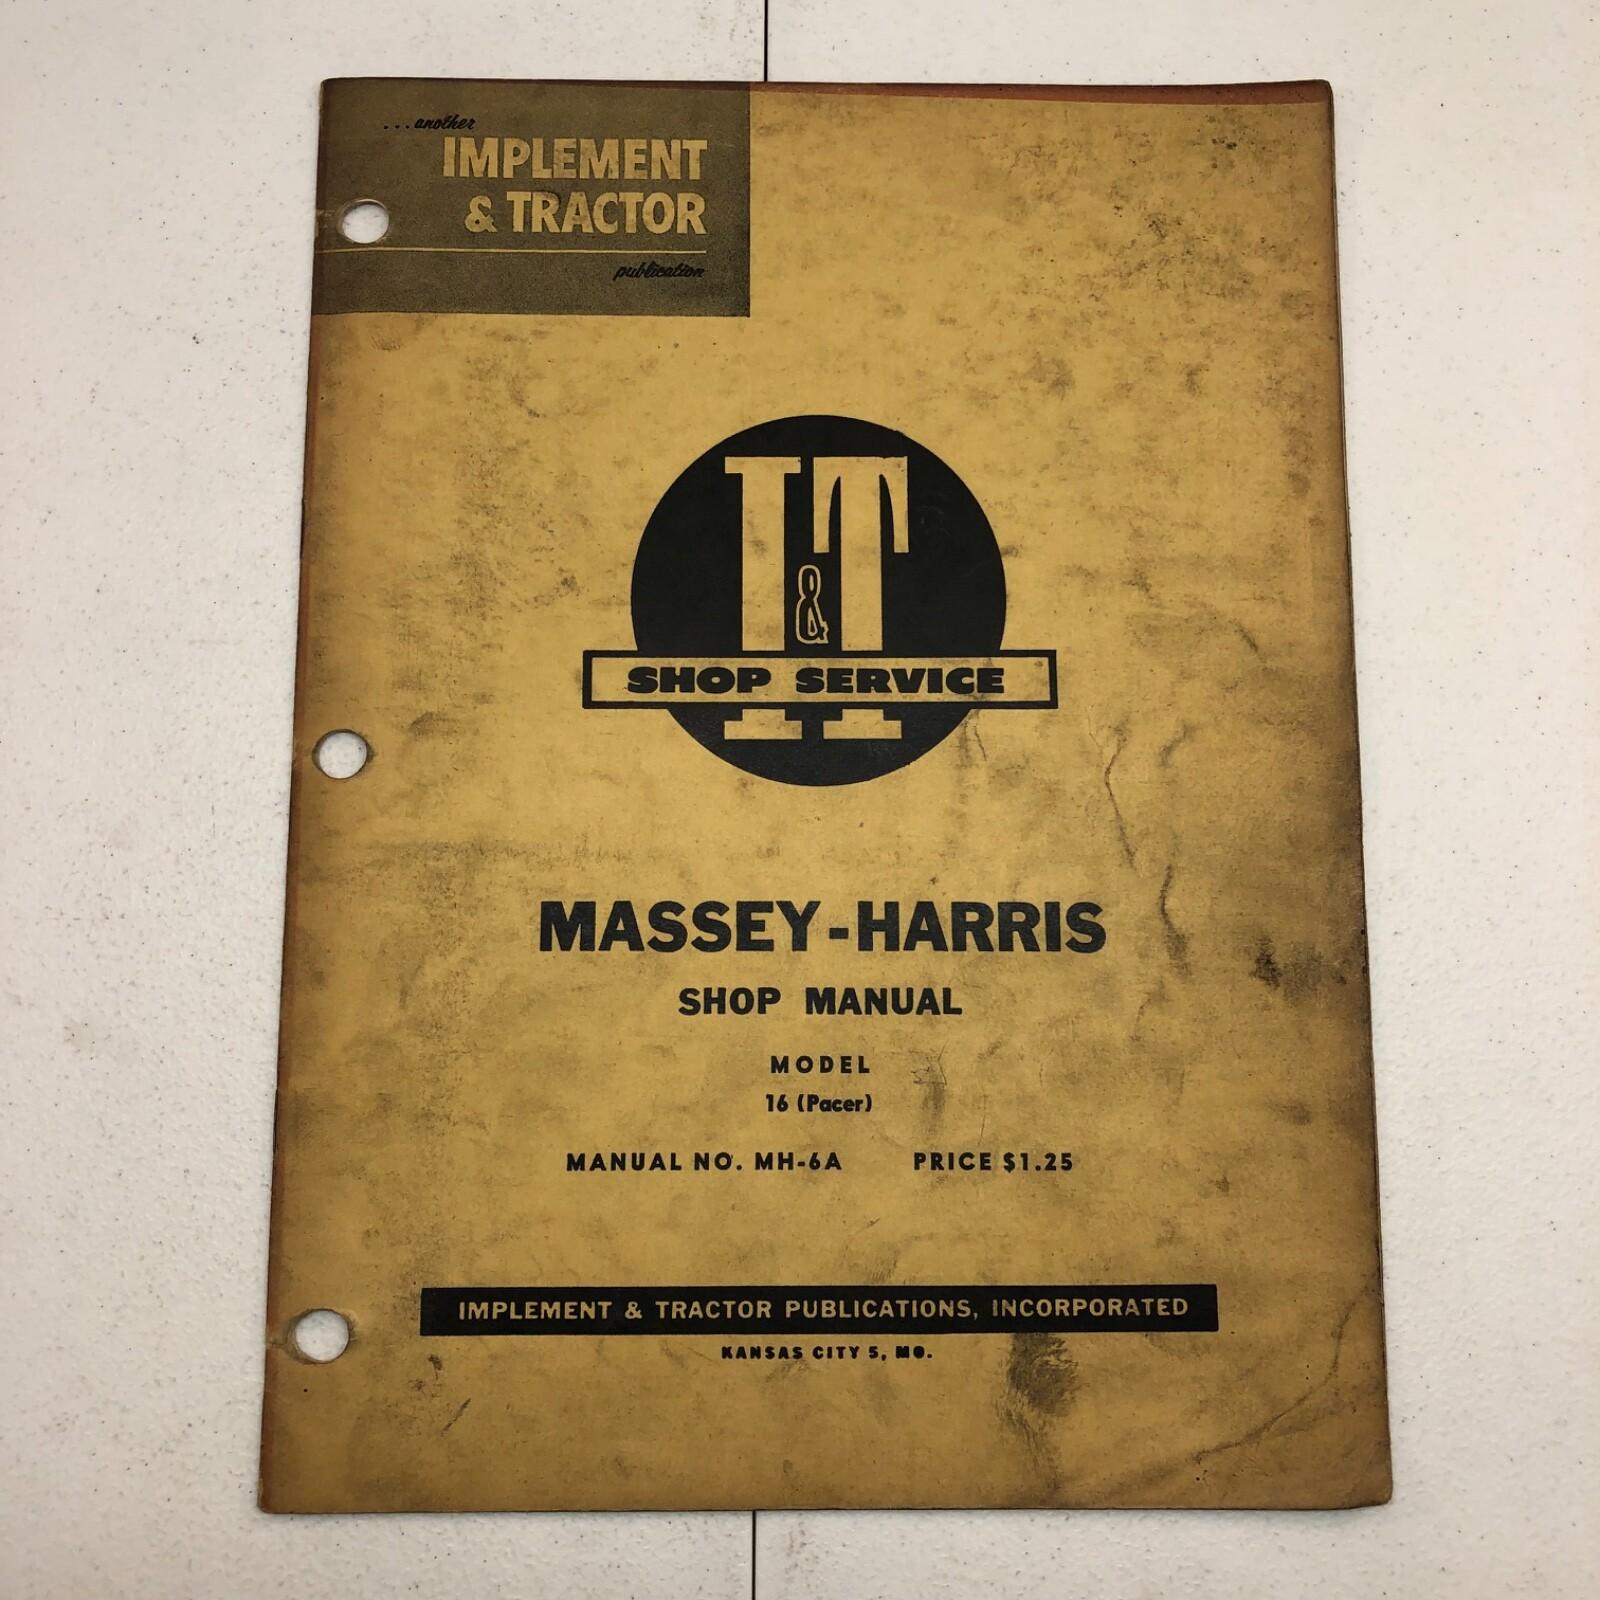 ...another
IMPLEMENT
& TRACTOR
publication
I&T
SHOP SERVICE
MASSEY-HARRIS
SHOP MANUAL
MODEL
16 (Pacer)
MANUAL NO. MH-6A PRICE $1.25
IMPLEMENT & TRACTOR PUBLICATIONS, INCORPORATED
KANSAS CITY 5, MO.